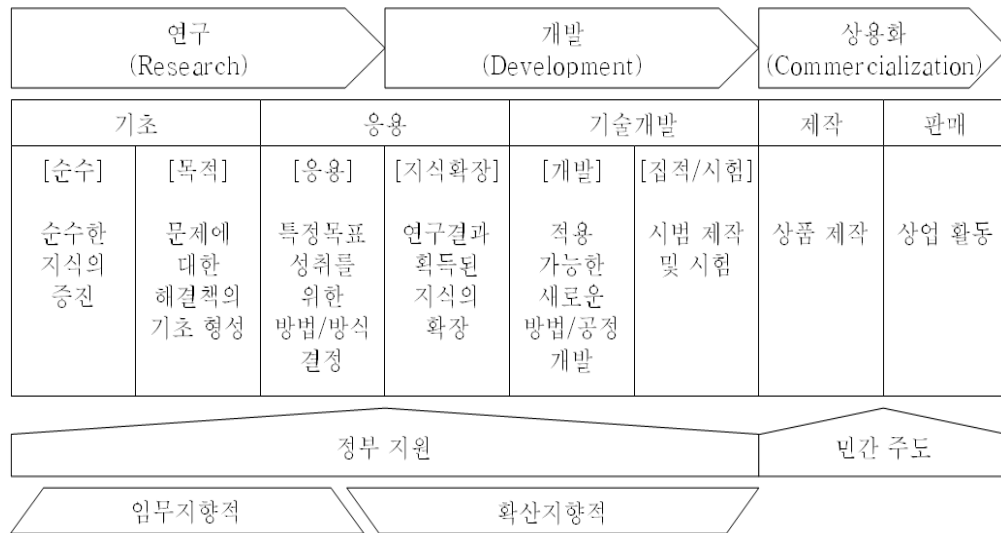 연구
(Research)
개발
(Development)
상용화
(Commercialization)
기초
응용
기술개발
제작
판매
[순수]
[목적]
[응용]
[지식확장]
[개발]
[집적/시험]
순수한
지식의
증진
문제에
대한
해결책의
기초 형성
특정목표
성취를
위한
방법/방식
결정
연구결과
획득된
지식의
확장
적용
가능한
새로운
방법/공정
개발
시범 제작
및 시험
상품 제작
상업 활동
정부 지원
민간 주도
임무지향적
확산지향적